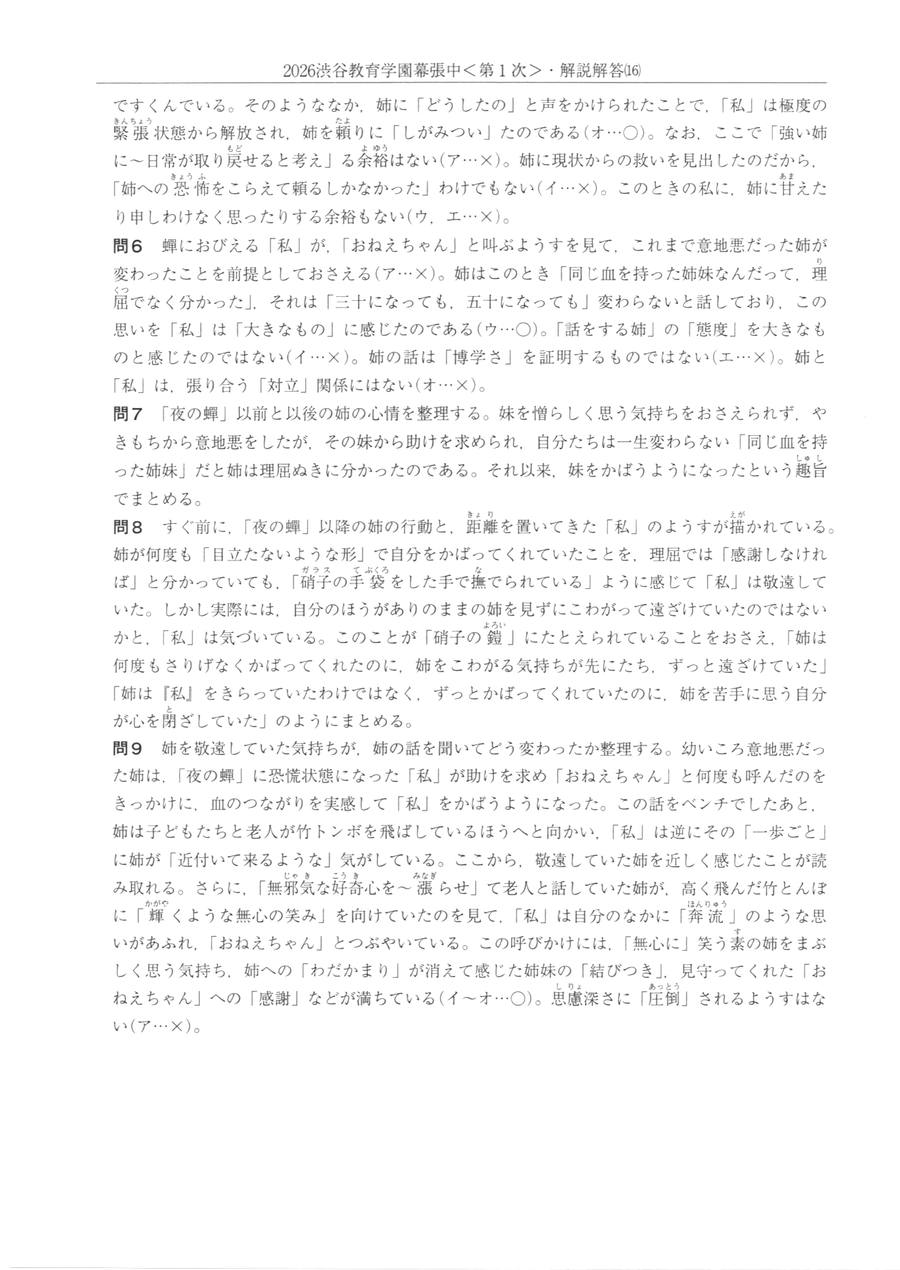 2026渋谷教育学園幕張中＜第１次＞・解説解答⒃
ですくんでいる。そのようななか，姉に「どうしたの」と声をかけられたことで，「私」は極度の
緊張状態から解放され，姉を頼りに「しがみつい」たのである(オ…○)。なお，ここで「強い姉
に～日常が取り戻せると考え」る余裕はない(ア…×)。姉に現状からの救いを見出したのだから，
「姉への恐怖をこらえて頼るしかなかった」わけでもない(イ…×)。このときの私に，姉に甘えた
り申しわけなく思ったりする余裕もない(ウ，エ…×)。
問６　蟬におびえる「私」が，「おねえちゃん」と叫ぶようすを見て，これまで意地悪だった姉が
変わったことを前提としておさえる(ア…×)。姉はこのとき「同じ血を持った姉妹なんだって，理
屈でなく分かった」，それは「三十になっても，五十になっても」変わらないと話しており，この
思いを「私」は「大きなもの」に感じたのである(ウ…○)。「話をする姉」の「態度」を大きなも
のと感じたのではない(イ…×)。姉の話は「博学さ」を証明するものではない(エ…×)。姉と
「私」は，張り合う「対立」関係にはない(オ…×)。
問７　「夜の蟬」以前と以後の姉の心情を整理する。妹を憎らしく思う気持ちをおさえられず，や
きもちから意地悪をしたが，その妹から助けを求められ，自分たちは一生変わらない「同じ血を持
った姉妹」だと姉は理屈ぬきに分かったのである。それ以来，妹をかばうようになったという趣旨
でまとめる。
問８　すぐ前に，「夜の蟬」以降の姉の行動と，距離を置いてきた「私」のようすが描かれている。
姉が何度も「目立たないような形」で自分をかばってくれていたことを，理屈では「感謝しなけれ
ば」と分かっていても，「硝子の手袋をした手で撫でられている」ように感じて「私」は敬遠して
いた。しかし実際には，自分のほうがありのままの姉を見ずにこわがって遠ざけていたのではない
かと，「私」は気づいている。このことが「硝子の鎧」にたとえられていることをおさえ，「姉は
何度もさりげなくかばってくれたのに，姉をこわがる気持ちが先にたち，ずっと遠ざけていた」
「姉は『私』をきらっていたわけではなく，ずっとかばってくれていたのに，姉を苦手に思う自分
が心を閉ざしていた」のようにまとめる。
問９　姉を敬遠していた気持ちが，姉の話を聞いてどう変わったか整理する。幼いころ意地悪だっ
た姉は，「夜の蟬」に恐慌状態になった「私」が助けを求め「おねえちゃん」と何度も呼んだのを
きっかけに，血のつながりを実感して「私」をかばうようになった。この話をベンチでしたあと，
姉は子どもたちと老人が竹トンボを飛ばしているほうへと向かい，「私」は逆にその「一歩ごと」
に姉が「近付いて来るような」気がしている。ここから，敬遠していた姉を近しく感じたことが読
み取れる。さらに，「無邪気な好奇心を～漲らせ」て老人と話していた姉が，高く飛んだ竹とんぼ
に「輝くような無心の笑み」を向けていたのを見て，「私」は自分のなかに「奔流」のような思
いがあふれ，「おねえちゃん」とつぶやいている。この呼びかけには，「無心に」笑う素の姉をまぶ
しく思う気持ち，姉への「わだかまり」が消えて感じた姉妹の「結びつき」，見守ってくれた「お
ねえちゃん」への「感謝」などが満ちている(イ～オ…○)。思慮深さに「圧倒」されるようすはな
い(ア…×)。